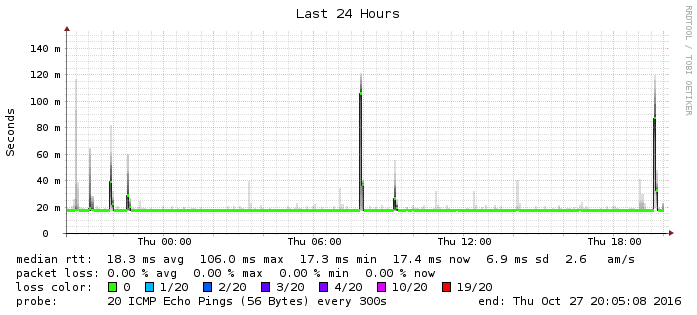 Last 24 Hours
RRDTOOL / TOBI OETIKER
Seconds
140 m
120 m
100 m
80 m
60 m
40 m
20 m
0
Thu 00:00 Thu 06:00 Thu 12:00 Thu 18:00
median rtt: 18.3 ms avg 106.0 ms max 17.3 ms min 17.4 ms now 6.9 ms sd 2.6 am/s
packet loss: 0.00 % avg 0.00 % max 0.00 % min 0.00 % now
loss color: 0 1/20 2/20 3/20 4/20 10/20 19/20
probe: 20 ICMP Echo Pings (56 Bytes) every 300s end: Thu Oct 27 20:05:08 2016